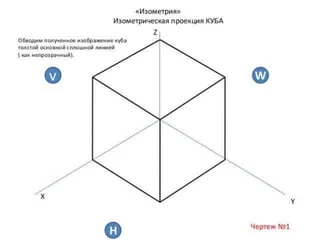 «Изометрия»
Изометрическая проекция КУБА
Обводим полученное изображение куба
толстой основной сплошной линией
( как непрозрачный).
Z
V
W
X
Y
H
Чертеж №1